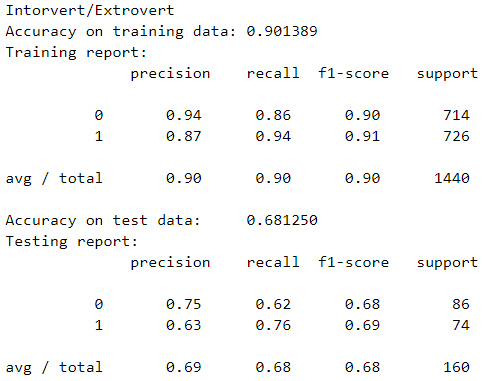 Intorvert/Extrovert
Accuracy on training data: 0.901389
Training report:
precision recall f1-score support
0 0.94 0.86 0.90 714
1 0.87 0.94 0.91 726
avg / total 0.90 0.90 0.90 1440
Accuracy on test data: 0.681250
Testing report:
precision recall f1-score support
0 0.75 0.62 0.68 86
1 0.63 0.76 0.69 74
avg / total 0.69 0.68 0.68 160